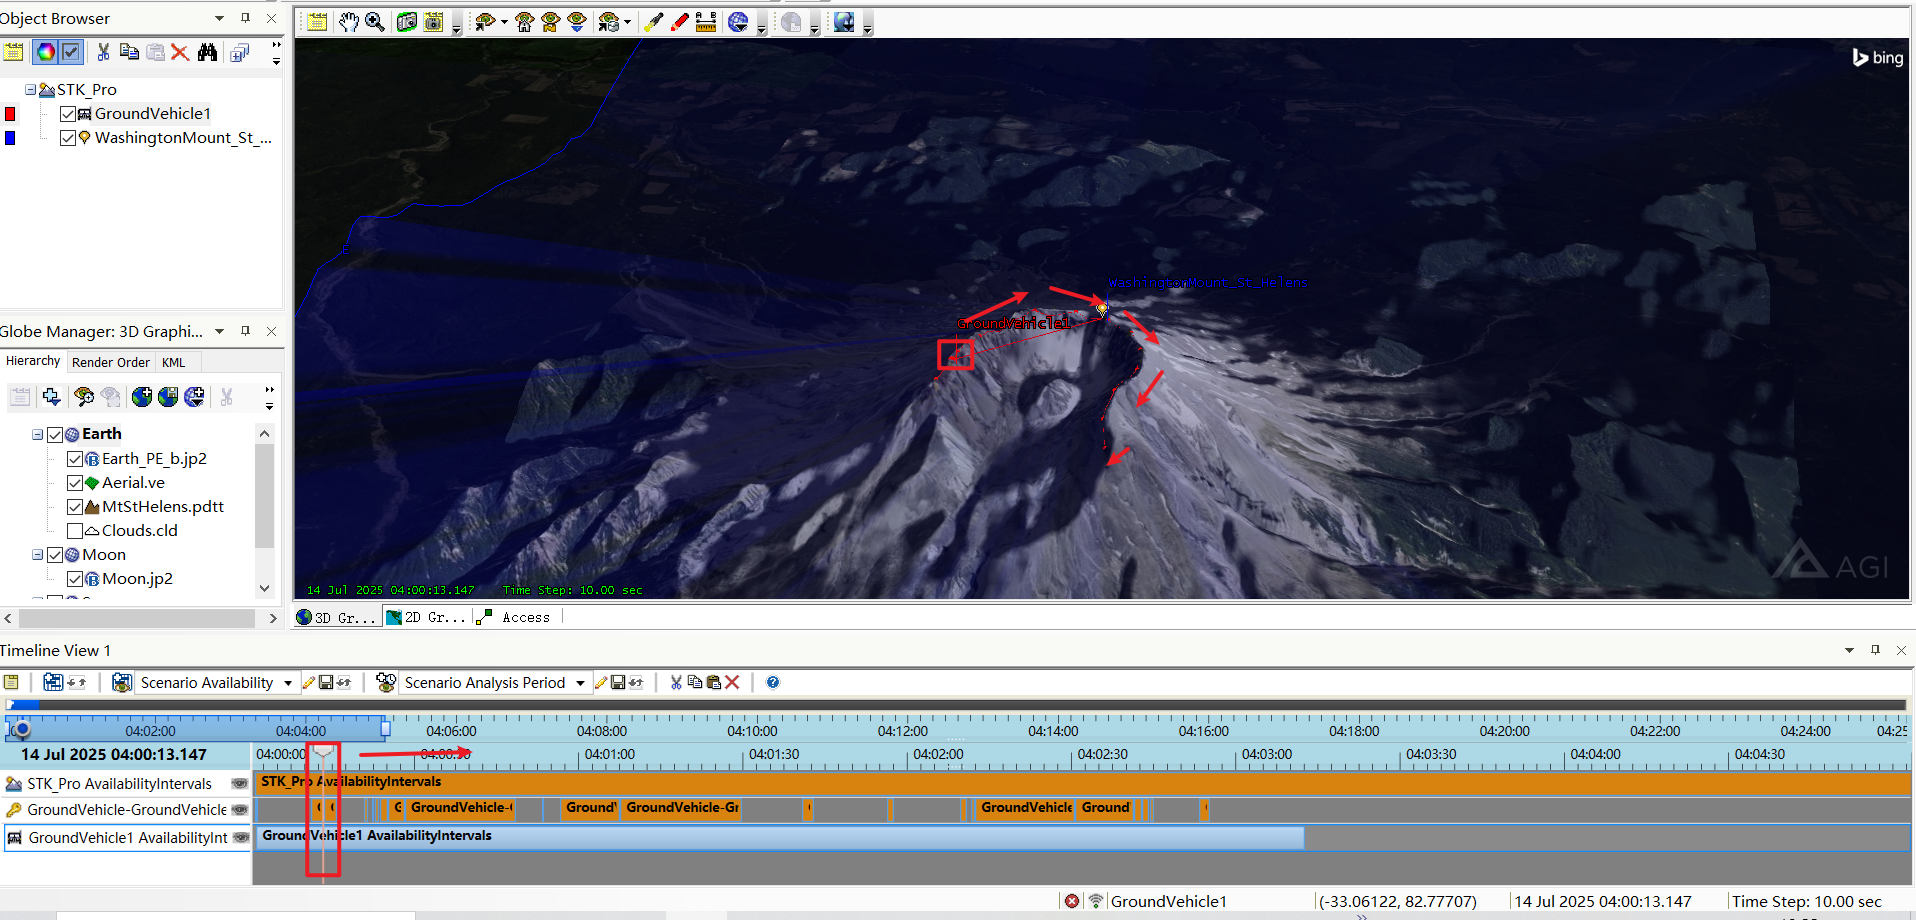 Object Browser
STK_Pro
GroundVehicle1
WashingtonMount_St_...
Globe Manager: 3D Graphi...
Hierarchy
Render Order
KML
Earth
Earth_PE_b.jp2
Aerial.ve
MtStHelens.pdtt
Clouds.cld
Moon
Moon.jp2
bing
WashingtonMount_St_Helens
GroundVehicle1
AGI
14 Jul 2025 04:00:13.147 Time Step: 10.00 sec
3D Gr... 2D Gr... Access
Timeline View 1
Scenario Availability Scenario Analysis Period
04:02:00 04:04:00 04:06:00 04:08:00 04:10:00 04:12:00 04:14:00 04:16:00 04:18:00 04:20:00 04:22:00 04:24:00 04:25
14 Jul 2025 04:00:13.147 04:00:00 04:00:30 04:01:00 04:01:30 04:02:00 04:02:30 04:03:00 04:03:30 04:04:00 04:04:30
STK_Pro AvailabilityIntervals STK_Pro AvailabilityIntervals
GroundVehicle-GroundVehicle G GroundVehicle-( GroundV GroundVehicle-Gr GroundVehicle Ground
GroundVehicle1 AvailabilityInt GroundVehicle1 AvailabilityIntervals
GroundVehicle1 (-33.06122, 82.77707) 14 Jul 2025 04:00:13.147 Time Step: 10.00 sec